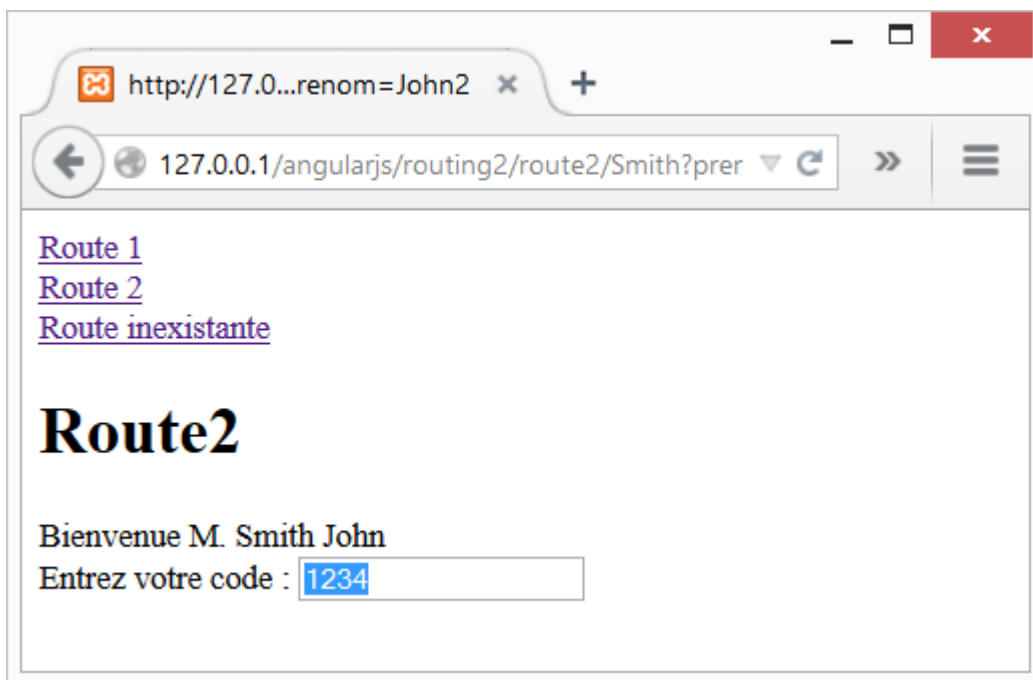 http://127.0...renom=John2
127.0.0.1/angularjs/routing2/route2/Smith?prer
Route 1
Route 2
Route inexistante
Route2
Bienvenue M. Smith John
Entrez votre code : 1234